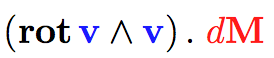 (rot v ∧ v) . dM